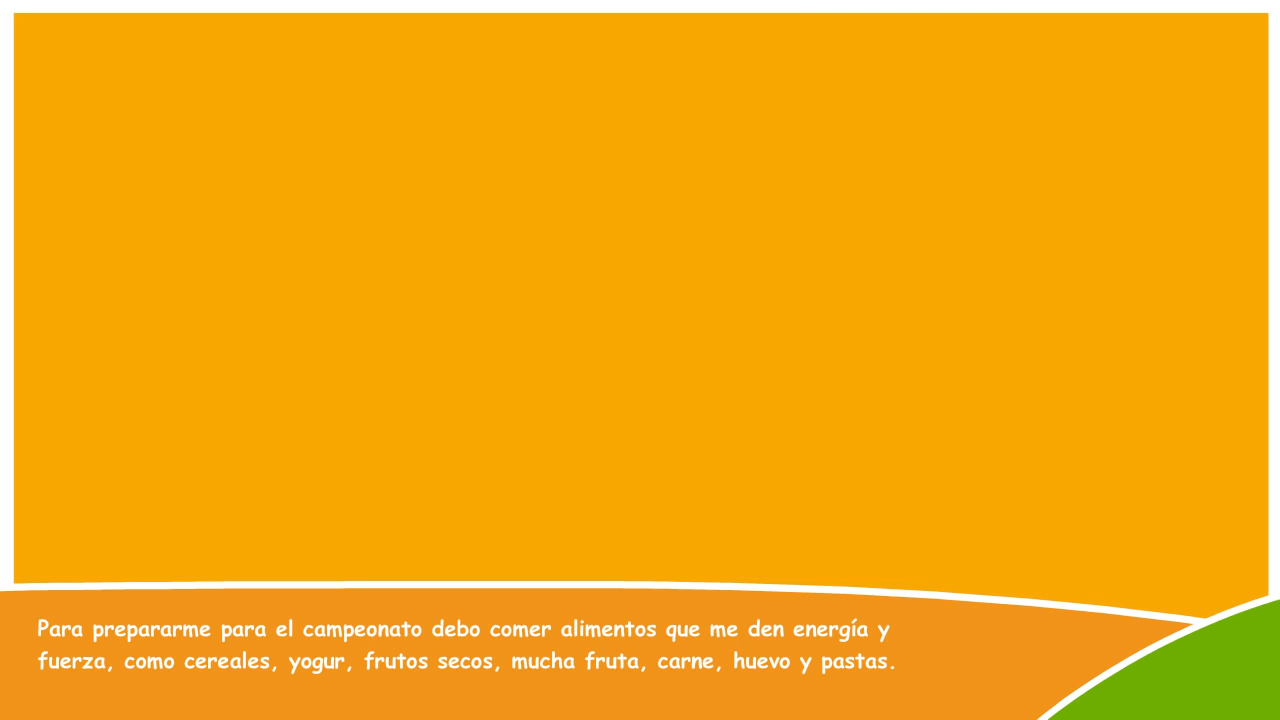 Para prepararme para el campeonato debo comer alimentos que me den energía y
fuerza, como cereales, yogur, frutos secos, mucha fruta, carne, huevo y pastas.